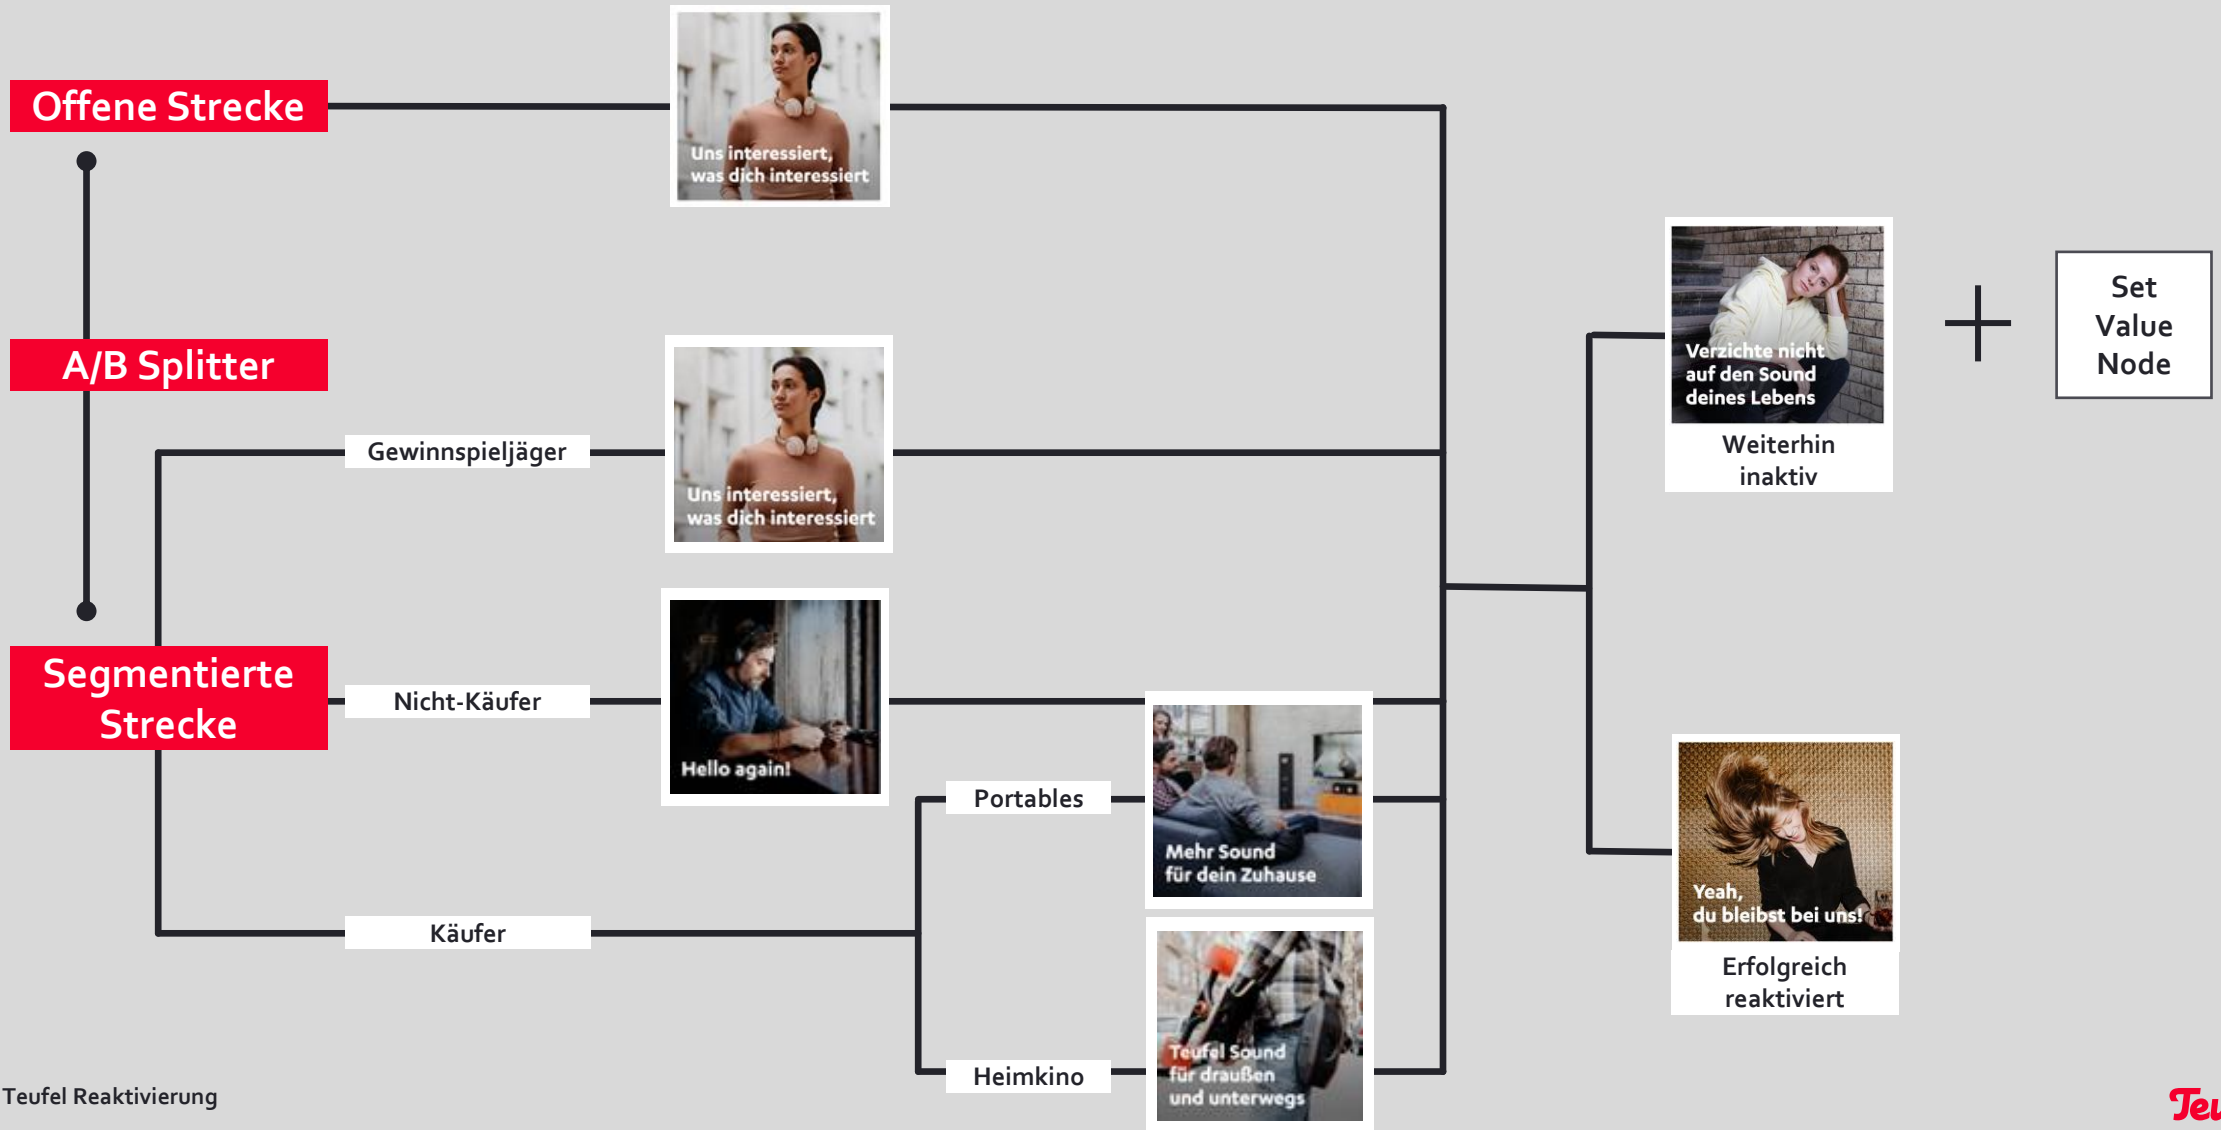 Offene Strecke
Uns interessiert,
was dich interessiert
A/B Splitter
Gewinnspieljäger
Uns interessiert,
was dich interessiert
Segmentierte
Strecke
Nicht-Käufer
Hello again!
Portables
Mehr Sound
für dein Zuhause
Käufer
Heimkino
Teufel Sound
für draußen
und unterwegs
Verzichte nicht
auf den Sound
deines Lebens
Weiterhin
inaktiv
Set
Value
Node
Yeah,
du bleibst bei uns!
Erfolgreich
reaktiviert
Teufel Reaktivierung